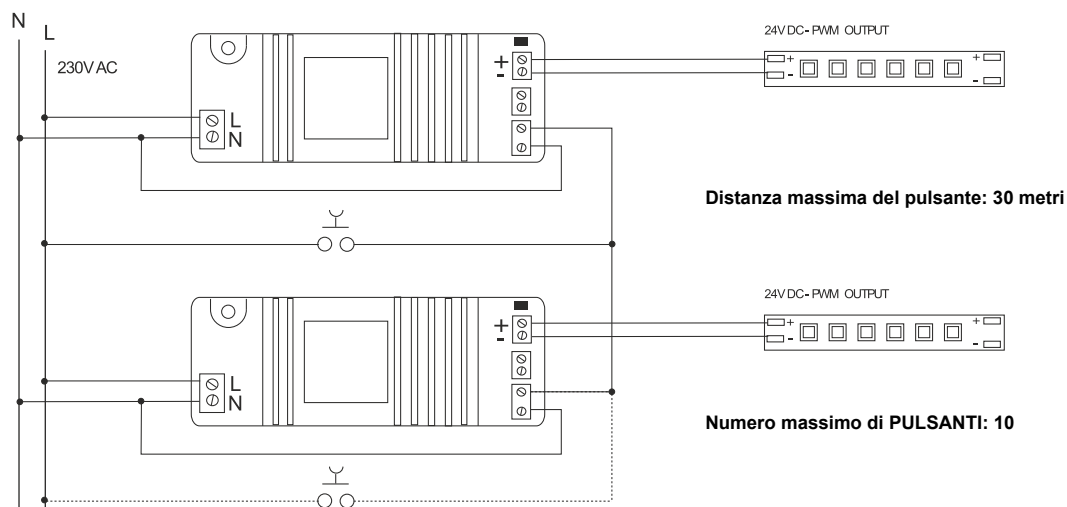 N
L
230V AC
L
N
+
-
24V DC - PWM OUTPUT
+
-
+
-
Distanza massima del pulsante: 30 metri
L
N
+
-
24V DC - PWM OUTPUT
+
-
+
-
Numero massimo di PULSANTI: 10